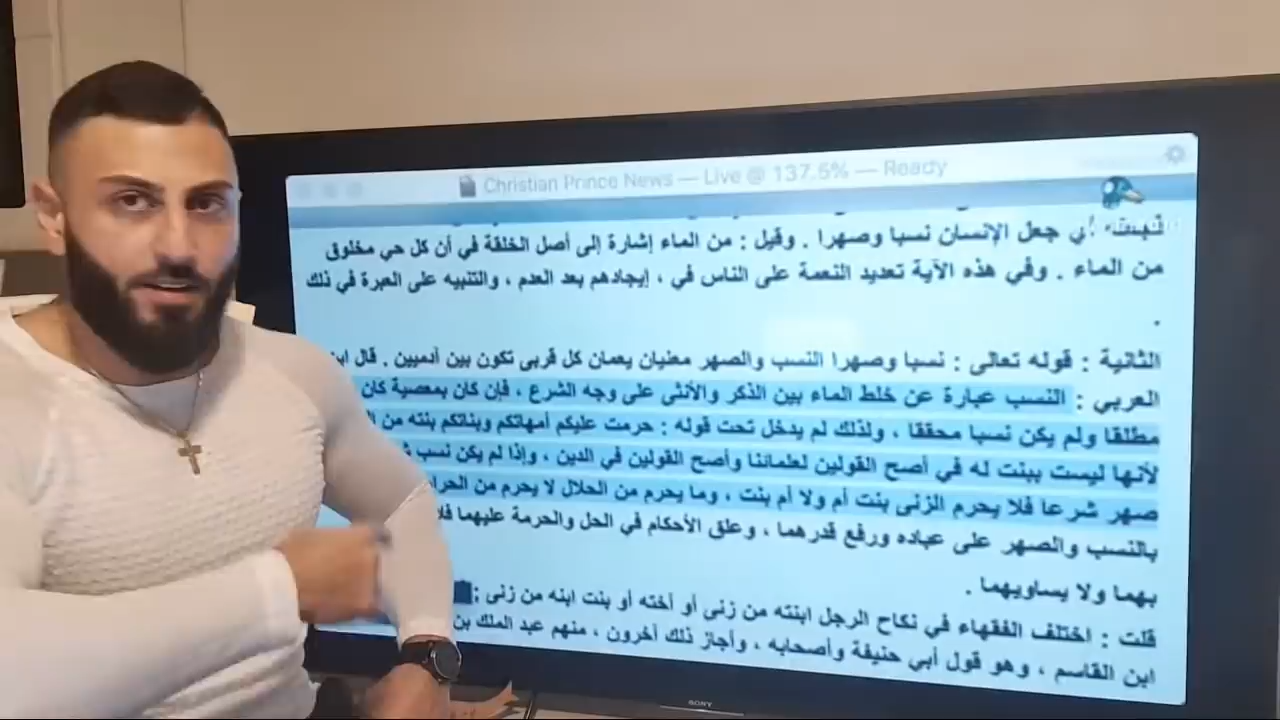 Christian Prince News — Live @ 137.5% — Ready
جعل الإنسان نسبا وصهرا . وقيل : من الماء إشارة إلى أصل الخلقة في أن كل حي مخلوق
من الماء . وفي هذه الآية تعديد النعمة على الناس في ، إيجادهم بعد العدم ، والتنبيه على العبرة في ذلك
.
الثانية : قوله تعالى : نسبا وصهرا النسب والصهر معنيان يعمان كل قربى تكون بين آدميين . قال
العربي : النسب عبارة عن خلط الماء بين الذكر والأنثى على وجه الشرع ، فإن كان بمعصية كان
مطلقا ولم يكن نسبا محققا ، ولذلك لم يدخل تحت قوله : حرمت عليكم أمهاتكم وبناتكم بنته من
لأنها ليست ببنت له في أصح القولين لعلمائنا وأصح القولين في الدين ، وإذا لم يكن نسب
صهر شرعا فلا يحرم الزنى بنت أم ولا أم بنت ، وما يحرم من الحلال لا يحرم من
بالنسب والصهر على عباده ورفع قدرهما ، وعلق الأحكام في الحل والحرمة عليهما
بهما ولا يساويهما .
قلت : اختلف الفقهاء في نكاح الرجل ابنته من زنى أو أخته أو بنت ابنه من زنى ;
ابن القاسم ، وهو قول أبي حنيفة وأصحابه ، وأجاز ذلك آخرون ، منهم عبد الملك بن
SONY